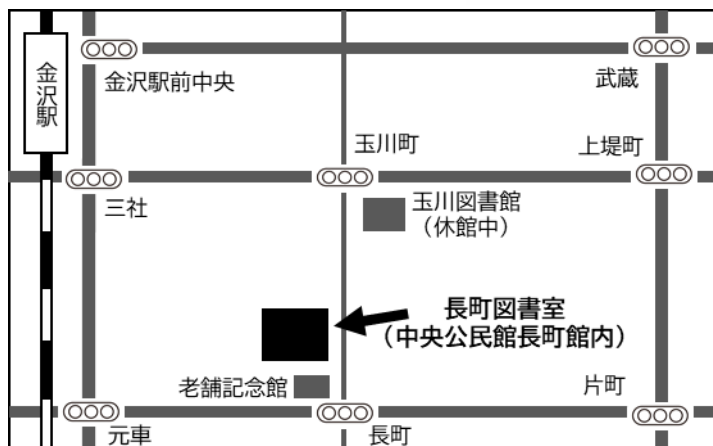 金沢駅
金沢駅前中央
武蔵
玉川町
上堤町
三社
玉川図書館
（休館中）
長町図書室
（中央公民館長町館内）
老舗記念館
片町
元車
長町